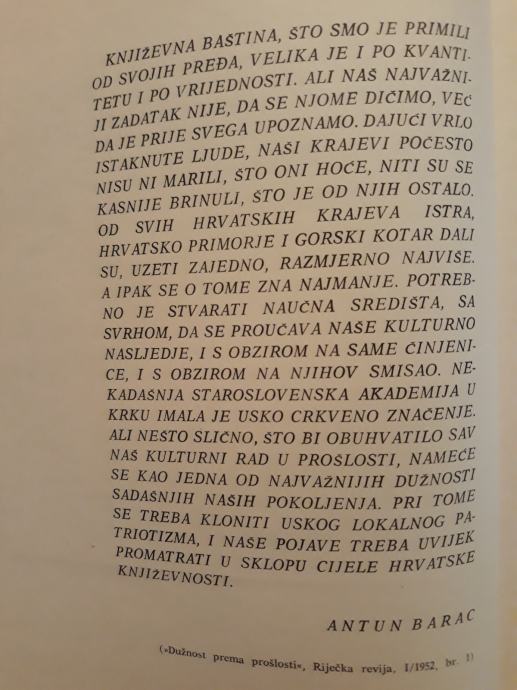 KNJIŽEVNA BAŠTINA, ŠTO SMO JE PRIMILI
OD SVOJIH PREĐA, VELIKA JE I PO KVANTI-
TETU I PO VRIJEDNOSTI. ALI NAŠ NAJVAŽNI-
JI ZADATAK NIJE, DA SE NJOME DIČIMO, VEĆ
DA JE PRIJE SVEGA UPOZNAMO. DAJUĆI VRLO
ISTAKNUTE LJUDE, NAŠI KRAJEVI POČESTO
NISU NI MARILI, ŠTO ONI HOĆE, NITI SU SE
KASNIJE BRINULI, ŠTO JE OD NJIH OSTALO.
OD SVIH HRVATSKIH KRAJEVA ISTRA,
HRVATSKO PRIMORJE I GORSKI KOTAR DALI
SU, UZETI ZAJEDNO, RAZMJERNO NAJVIŠE.
A IPAK SE O TOME ZNA NAJMANJE. POTREB-
NO JE STVARATI NAUČNA SREDIŠTA, SA
SVRHOM, DA SE PROUČAVA NAŠE KULTURNO
NASLJEDJE, I S OBZIROM NA SAME ČINJENI-
CE, I S OBZIROM NA NJIHOV SMISAO. NE-
KADAŠNJA STAROSLOVENSKA AKADEMIJA U
KRKU IMALA JE USKO CRKVENO ZNAČENJE.
ALI NEŠTO SLIČNO, ŠTO BI OBUHVATILO SAV
NAŠ KULTURNI RAD U PROŠLOSTI, NAMEĆE
SE KAO JEDNA OD NAJVAŽNIJIH DUŽNOSTI
SADAŠNJIH NAŠIH POKOLJENJA. PRI TOME
SE TREBA KLONITI USKOG LOKALNOG PA-
TRIOTIZMA, I NAŠE POJAVE TREBA UVIJEK
PROMATRATI U SKLOPU CIJELE HRVATSKE
KNJIŽEVNOSTI.
ANTUN BARAC
(»Dužnost prema prošlosti«, Riječka revija, I/1952, br. 1)